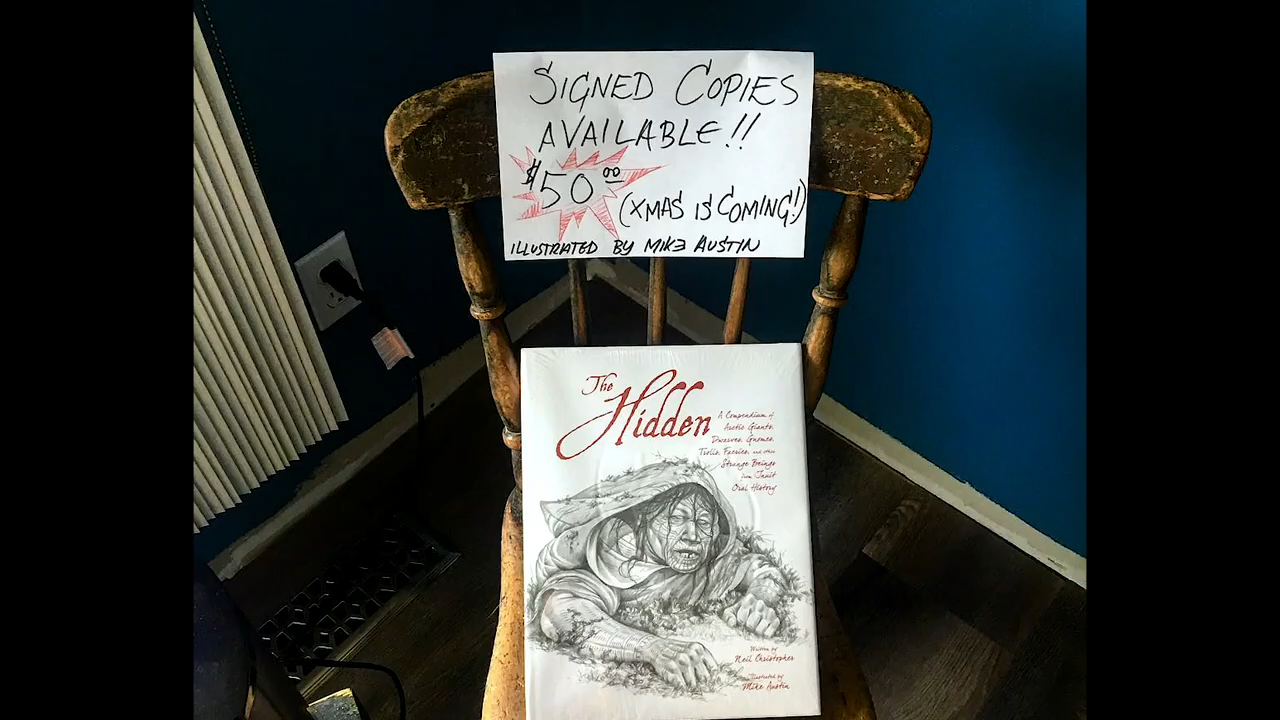 SIGNED COPIES
AVAILABLE!!
$50.00
(XMAS IS COMING!)
ILLUSTRATED BY MIKE AUSTIN
The
Hidden
A Compendium of
Arctic Giants,
Dwarves, Gnomes,
Trolls, Faeries, and other
Strange Beings
from Inuit
Oral History
Written by
Neil Christopher
Illustrated by
Mike Austin